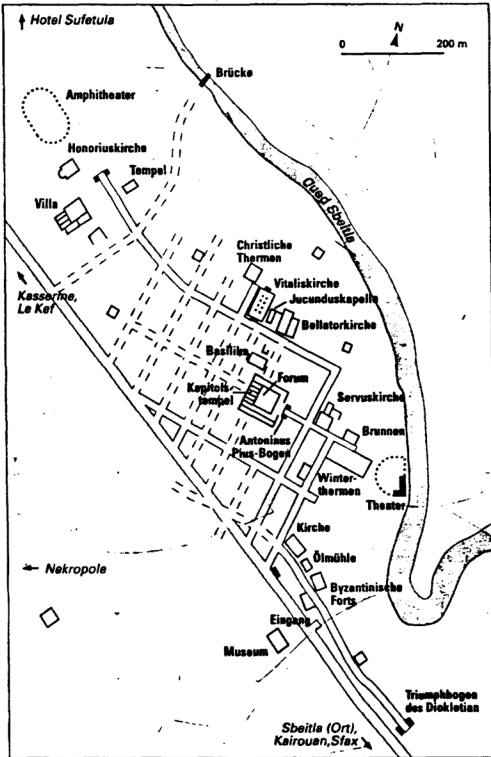 Hotel Sufetula
N
0 200 m
Brücke
Amphitheater
Honoriuskirche
Tempel
Oued Sbeitla
Villa
Christliche
Thermen
Vitaliskirche
Jucunduskapelle
Kasserine,
Le Kef
Bellatorkirche
Basilika
Forum
Kapitols-
tempel
Servuskirche
Brunnen
Antoninus
Pius-Bogen
Winter-
thermen
Theater
Kirche
Ölmühle
Nekropole
Byzantinische
Forts
Eingang
Museum
Triumphbogen
des Diokletian
Sbeitla (Ort),
Kairouan, Sfax